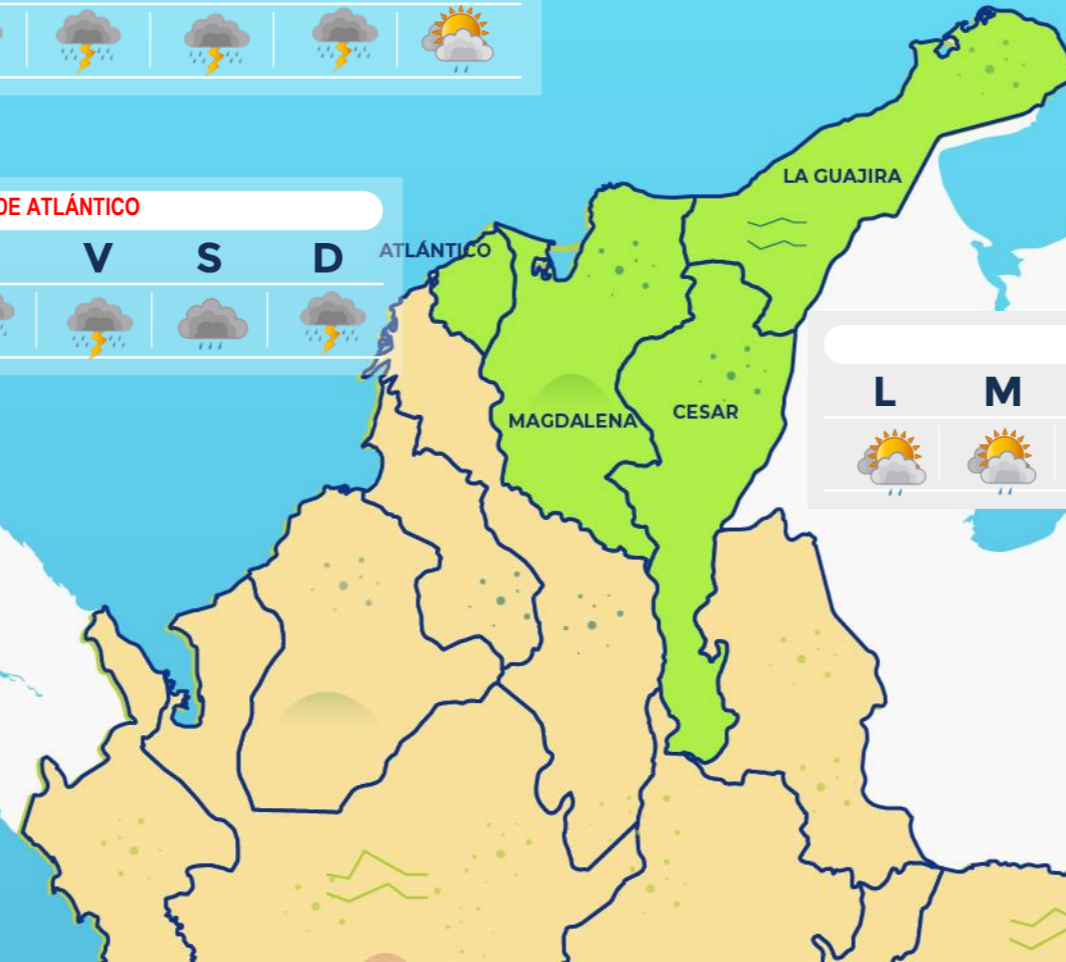 DE ATLÁNTICO
V S D
ATLÁNTICO
LA GUAJIRA
MAGDALENA
CESAR
L M